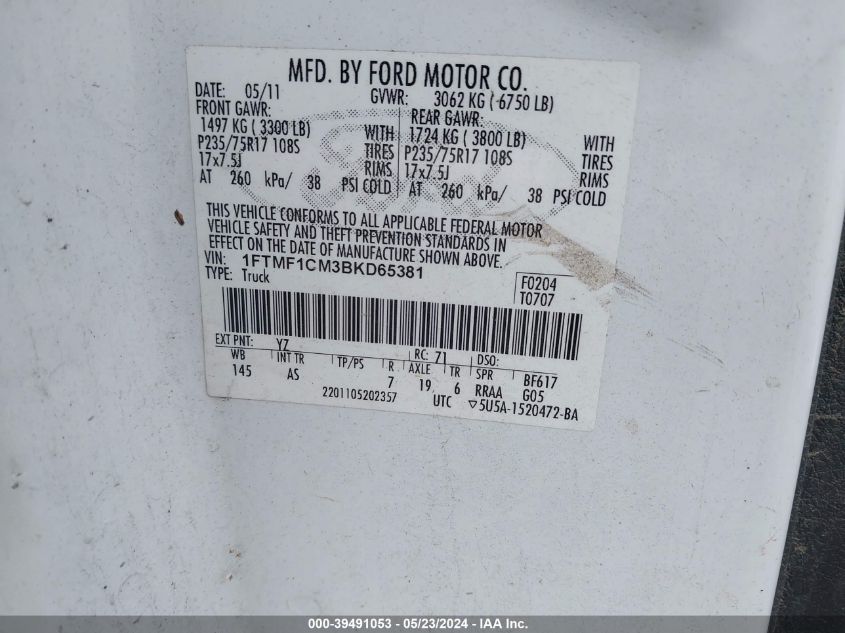 MFD. BY FORD MOTOR CO.
DATE: 05/11 GVWR: 3062 KG ( 6750 LB)
FRONT GAWR: REAR GAWR:
1497 KG ( 3300 LB) WITH 1724 KG ( 3800 LB) WITH
P235/75R17 108S TIRES P235/75R17 108S TIRES
17x7.5J RIMS 17x7.5J RIMS
AT 260 kPa/ 38 PSI COLD AT 260 kPa/ 38 PSI COLD
THIS VEHICLE CONFORMS TO ALL APPLICABLE FEDERAL MOTOR
VEHICLE SAFETY AND THEFT PREVENTION STANDARDS IN
EFFECT ON THE DATE OF MANUFACTURE SHOWN ABOVE.
VIN: 1FTMF1CM3BKD65381
TYPE: Truck
F0204
T0707
EXT PNT: YZ RC: 71 DSO:
WB INT TR TP/PS R AXLE TR SPR BF617
145 AS 7 19 6 RRAA G05
2201105202357 UTC ▽5U5A-1520472-BA
000-39491053 - 05/23/2024 - IAA Inc.